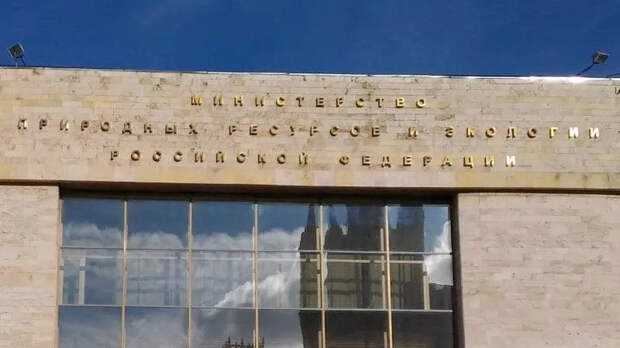 МИНИСТЕРСТВО
ПРИРОДНЫХ РЕСУРСОВ И ЭКОЛОГИИ
РОССИЙСКОЙ ФЕДЕРАЦИИ